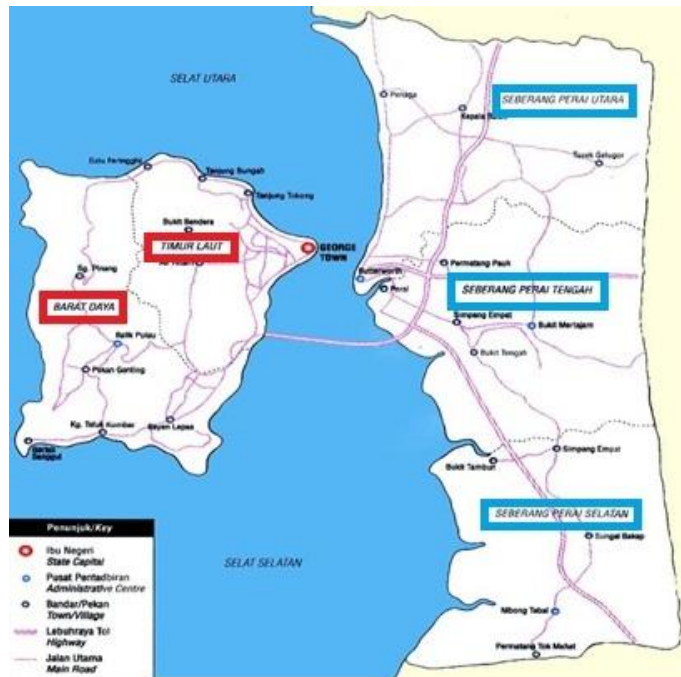 SELAT UTARA
SEBERANG PERAI UTARA
Penaga
Kepala
Tasek Gelugor
Batu Feringghi
Tanjung Bungah
Tanjung Tokong
Bukit Bendera
TIMUR LAUT
GEORGE
TOWN
Sg. Pinang
Butterworth
Permatang Pauh
Perai
SEBERANG PERAI TENGAH
BARAT DAYA
Simpang Empat
Bukit Mertajam
Balik Pulau
Bukit Tengah
Pekan Genting
Kg. Teluk Kumbar
Bayan Lepas
Simpang Empat
Bukit Tambun
SEBERANG PERAI SELATAN
Sungai Bakap
SELAT SELATAN
Nibong Tebal
Permatang Tok Mahat
Penunjuk/Key
Ibu Negeri
State Capital
Pusat Pentadbiran
Administrative Centre
Bandar/Pekan
Town/Village
Lebuhraya Tol
Highway
Jalan Utama
Main Road